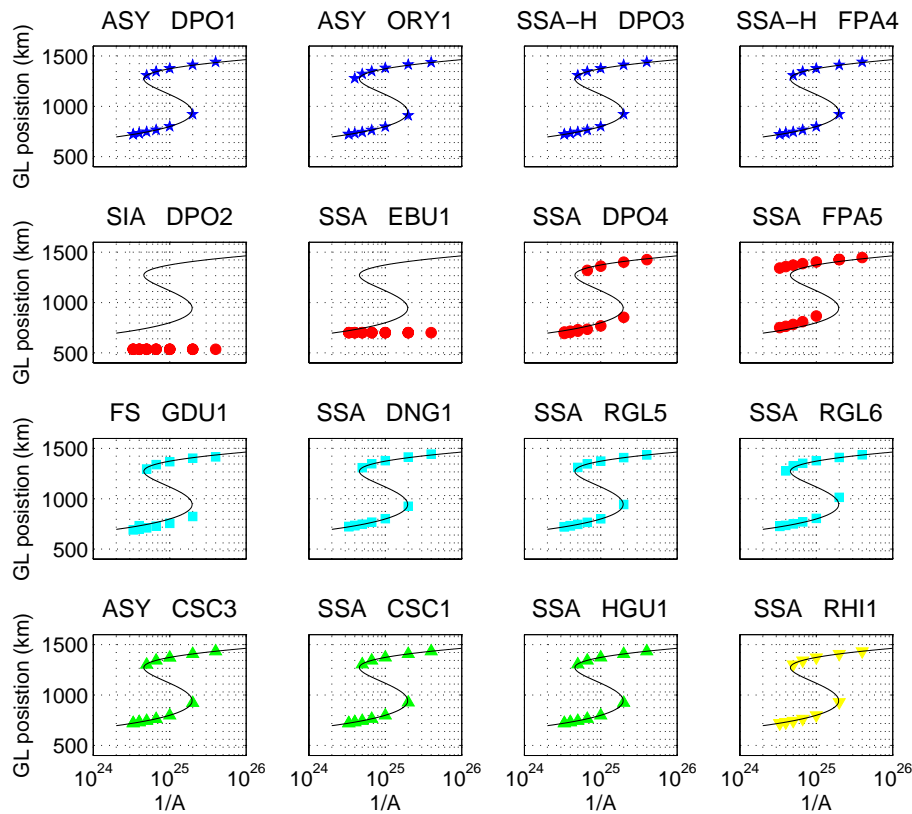 ASY DPO1
ASY ORY1
SSA−H DPO3
SSA−H FPA4
GL posistion (km)
1500
1000
500
SIA DPO2
SSA EBU1
SSA DPO4
SSA FPA5
GL posistion (km)
1500
1000
500
FS GDU1
SSA DNG1
SSA RGL5
SSA RGL6
GL posistion (km)
1500
1000
500
ASY CSC3
SSA CSC1
SSA HGU1
SSA RHI1
GL posistion (km)
1500
1000
500
10^24 10^25 10^26
10^24 10^25 10^26
10^24 10^25 10^26
10^24 10^25 10^26
1/A
1/A
1/A
1/A